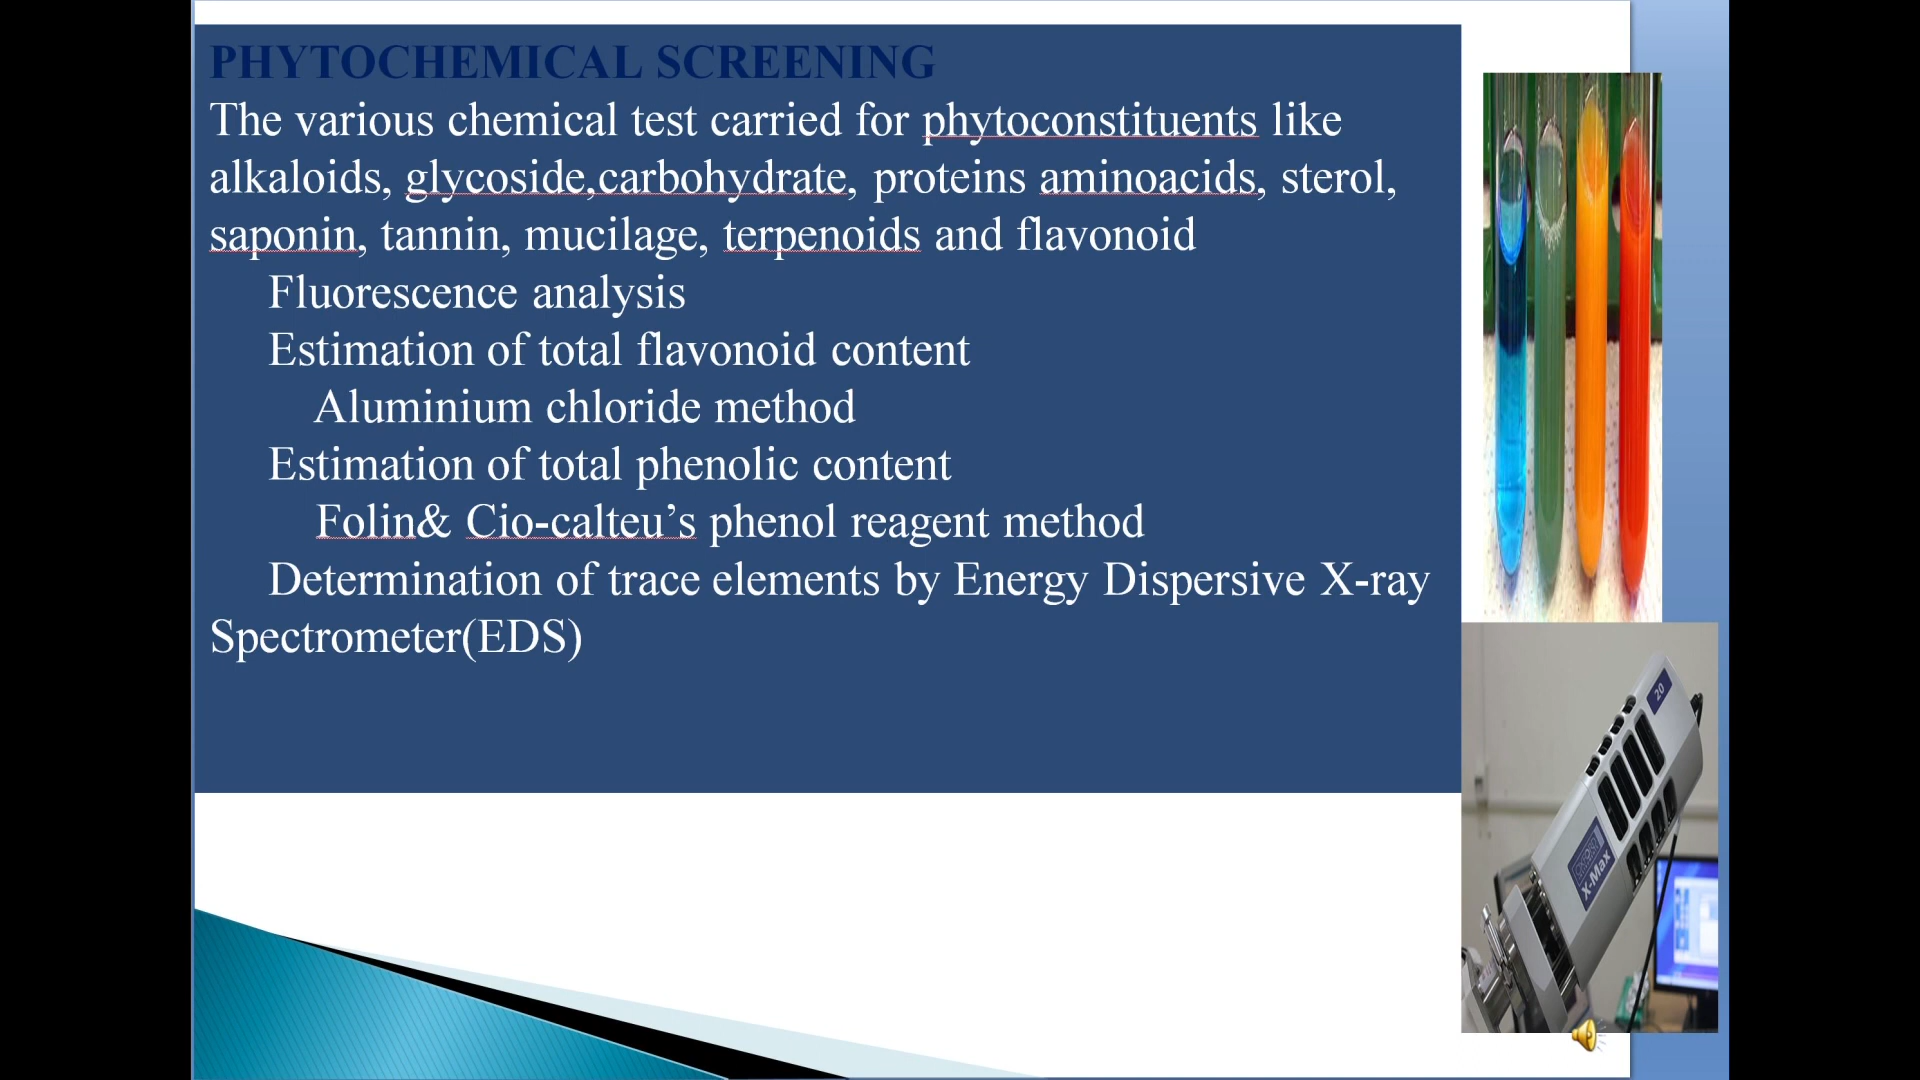 PHYTOCHEMICAL SCREENING
The various chemical test carried for phytoconstituents like
alkaloids, glycoside,carbohydrate, proteins aminoacids, sterol,
saponin, tannin, mucilage, terpenoids and flavonoid
Fluorescence analysis
Estimation of total flavonoid content
Aluminium chloride method
Estimation of total phenolic content
Folin& Cio-calteu’s phenol reagent method
Determination of trace elements by Energy Dispersive X-ray
Spectrometer(EDS)
20
X-Max